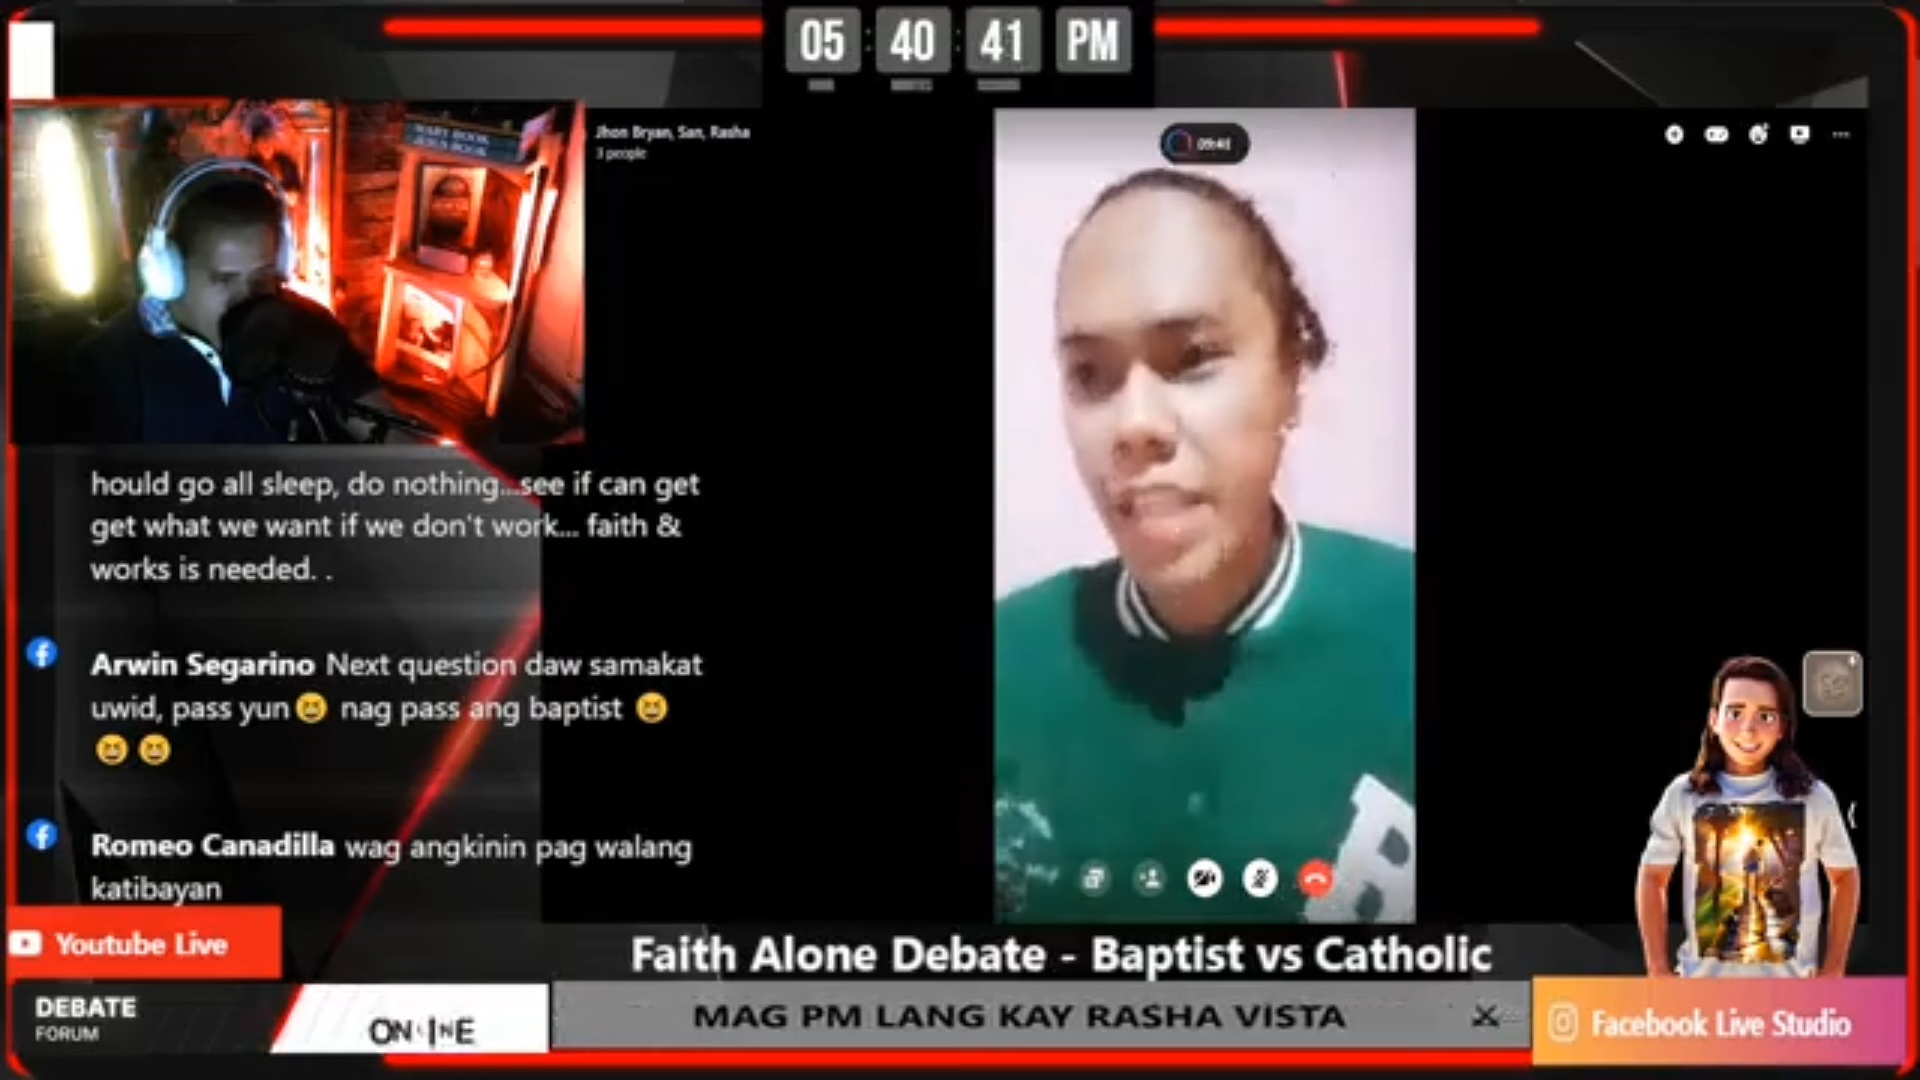 05 : 40 : 41 PM
Jhon Bryan, San, Rasha
3 people
hould go all sleep, do nothing...see if can get
get what we want if we don't work... faith &
works is needed. .
Arwin Segarino Next question daw samakat
uwid, pass yun😆 nag pass ang baptist 😆
😆 😆
Romeo Canadilla wag angkinin pag walang
katibayan
Youtube Live
Faith Alone Debate - Baptist vs Catholic
DEBATE
FORUM
ONLINE
MAG PM LANG KAY RASHA VISTA
Facebook Live Studio